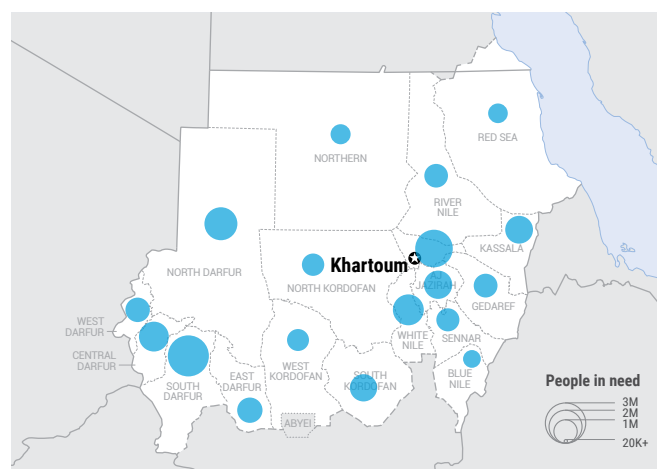 RED SEA
NORTHERN
RIVER
NILE
KASSALA
Khartoum
NORTH DARFUR
NORTH KORDOFAN
AJ
JAZIRAH
GEDAREF
WEST
DARFUR
WHITE
NILE
SENNAR
CENTRAL
DARFUR
SOUTH
DARFUR
EAST
DARFUR
WEST
KORDOFAN
SOUTH
KORDOFAN
BLUE
NILE
ABYEI
People in need
3M
2M
1M
20K+